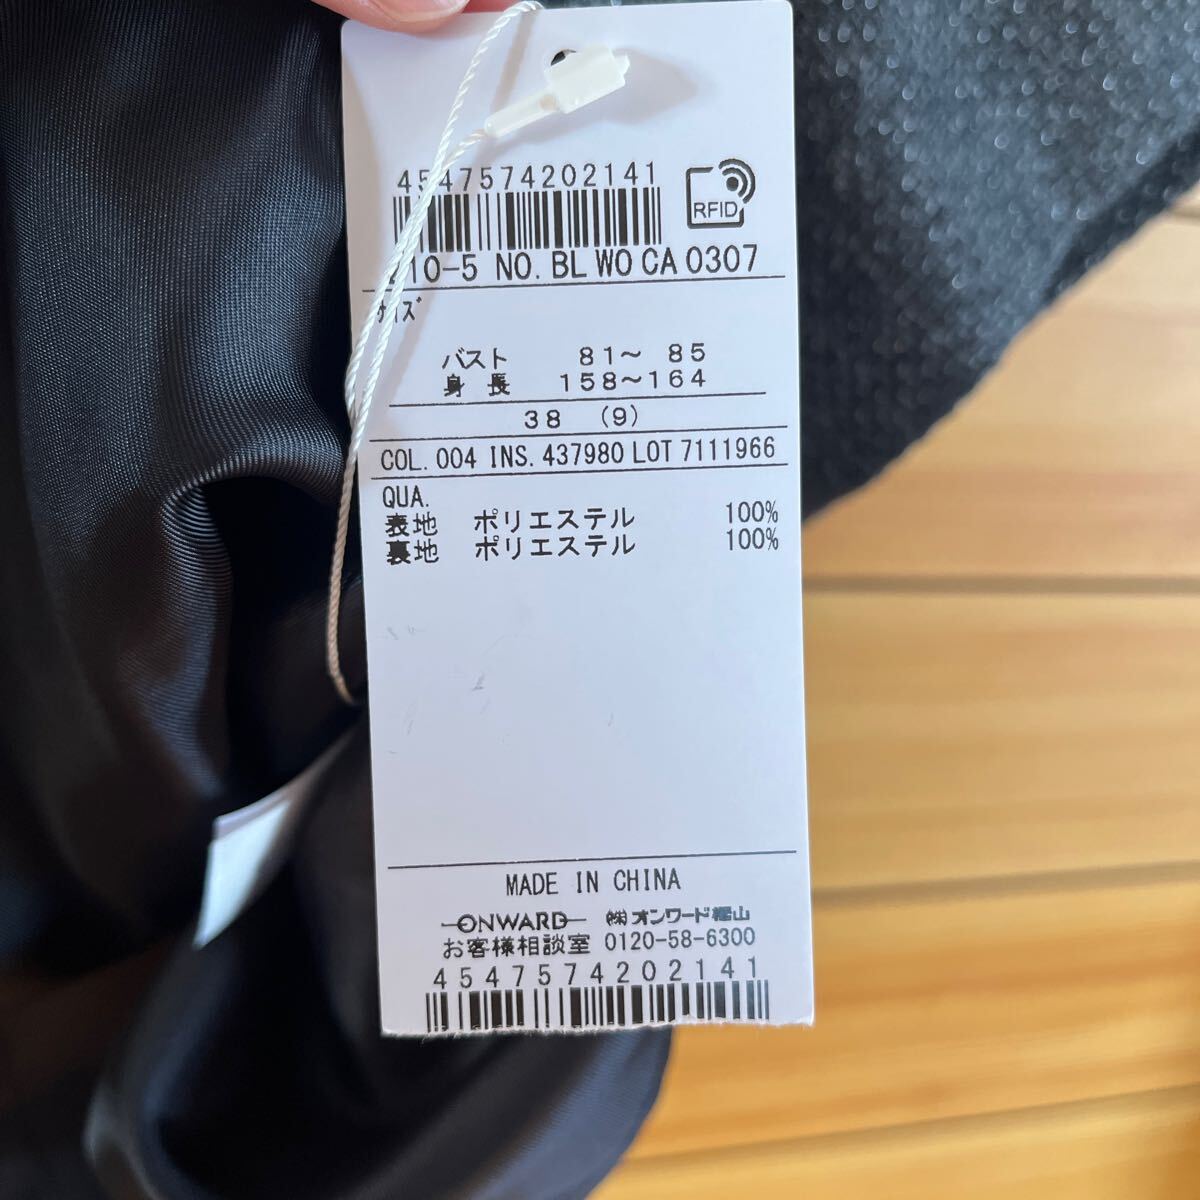 4547574202141
RFID
10-5 NO. BL WO CA 0307
サイズ
バスト 81～ 85
身 長 158～164
38 (9)
COL. 004 INS. 437980 LOT 7111966
QUA.
表地 ポリエステル 100%
裏地 ポリエステル 100%
MADE IN CHINA
ONWARD ㈱オンワード樫山
お客様相談室 0120-58-6300
4547574202141